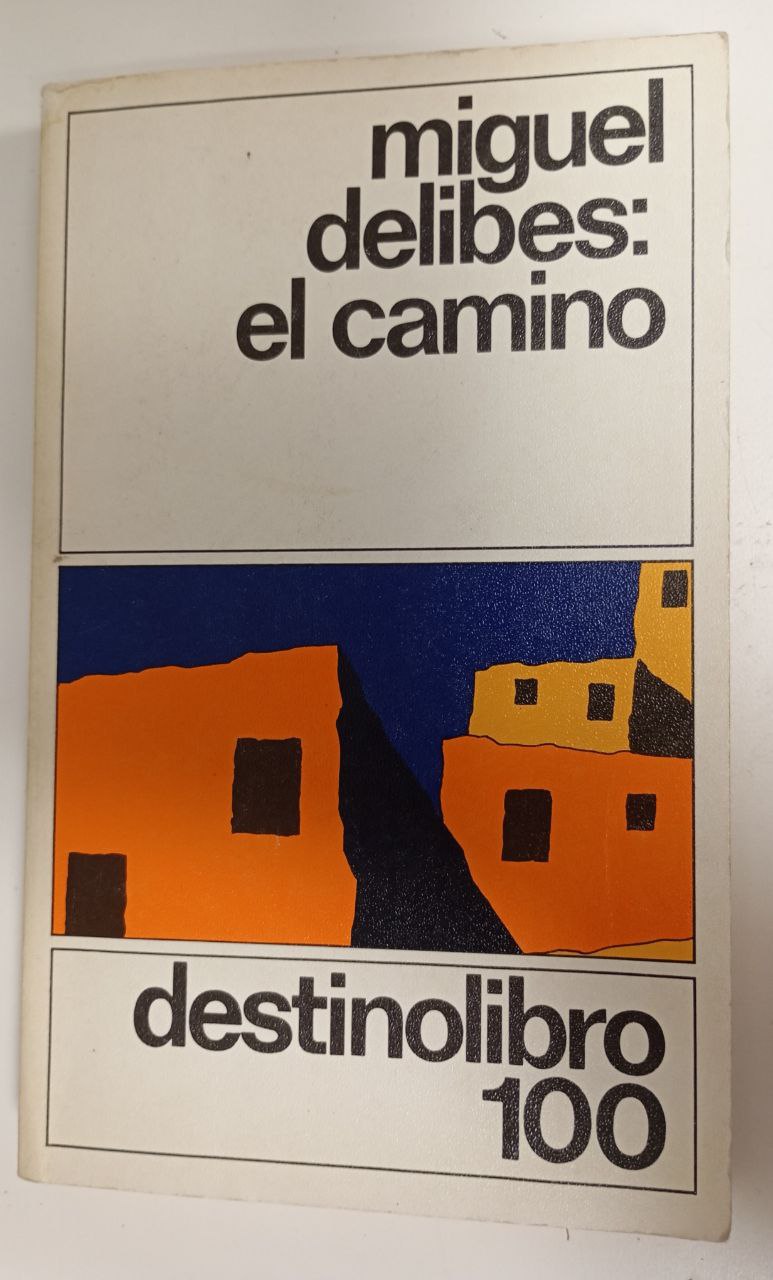 miguel
delibes:
el camino
destinolibro
100